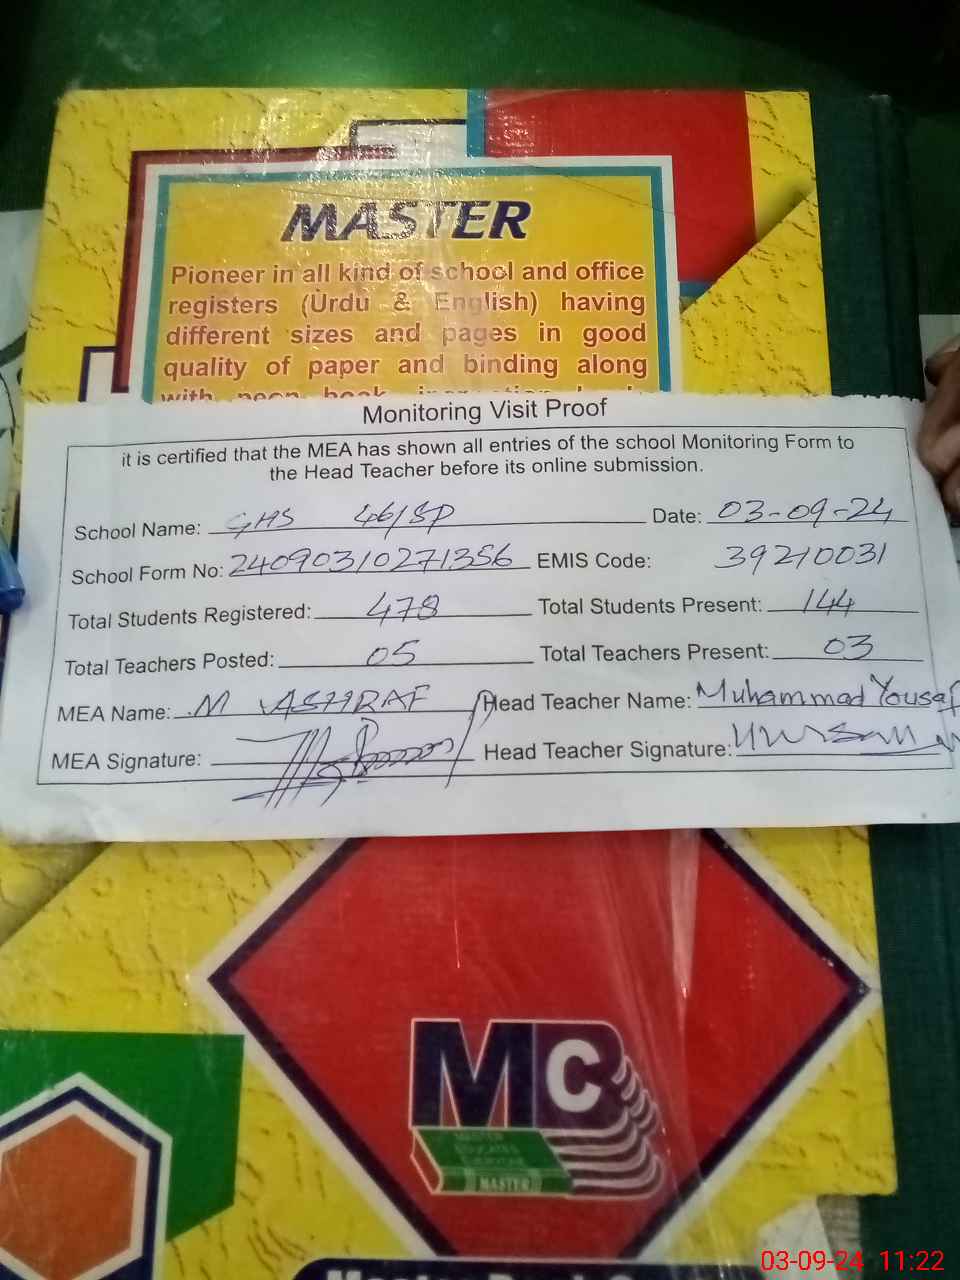 MASTER
Pioneer in all kind of school and office
registers (Urdu & English) having
different sizes and pages in good
quality of paper and binding along
with
Monitoring Visit Proof
it is certified that the MEA has shown all entries of the school Monitoring Form to
the Head Teacher before its online submission.
School Name: GHS 46/SP Date: 03-09-24
School Form No: 24090310271356 EMIS Code: 39210031
Total Students Registered: 478 Total Students Present: 144
Total Teachers Posted: 05 Total Teachers Present: 03
MEA Name: M ASHRAF Head Teacher Name: Muhammad Yousaf
MEA Signature: Head Teacher Signature:
MC
MASTER
03-09-24 11:22